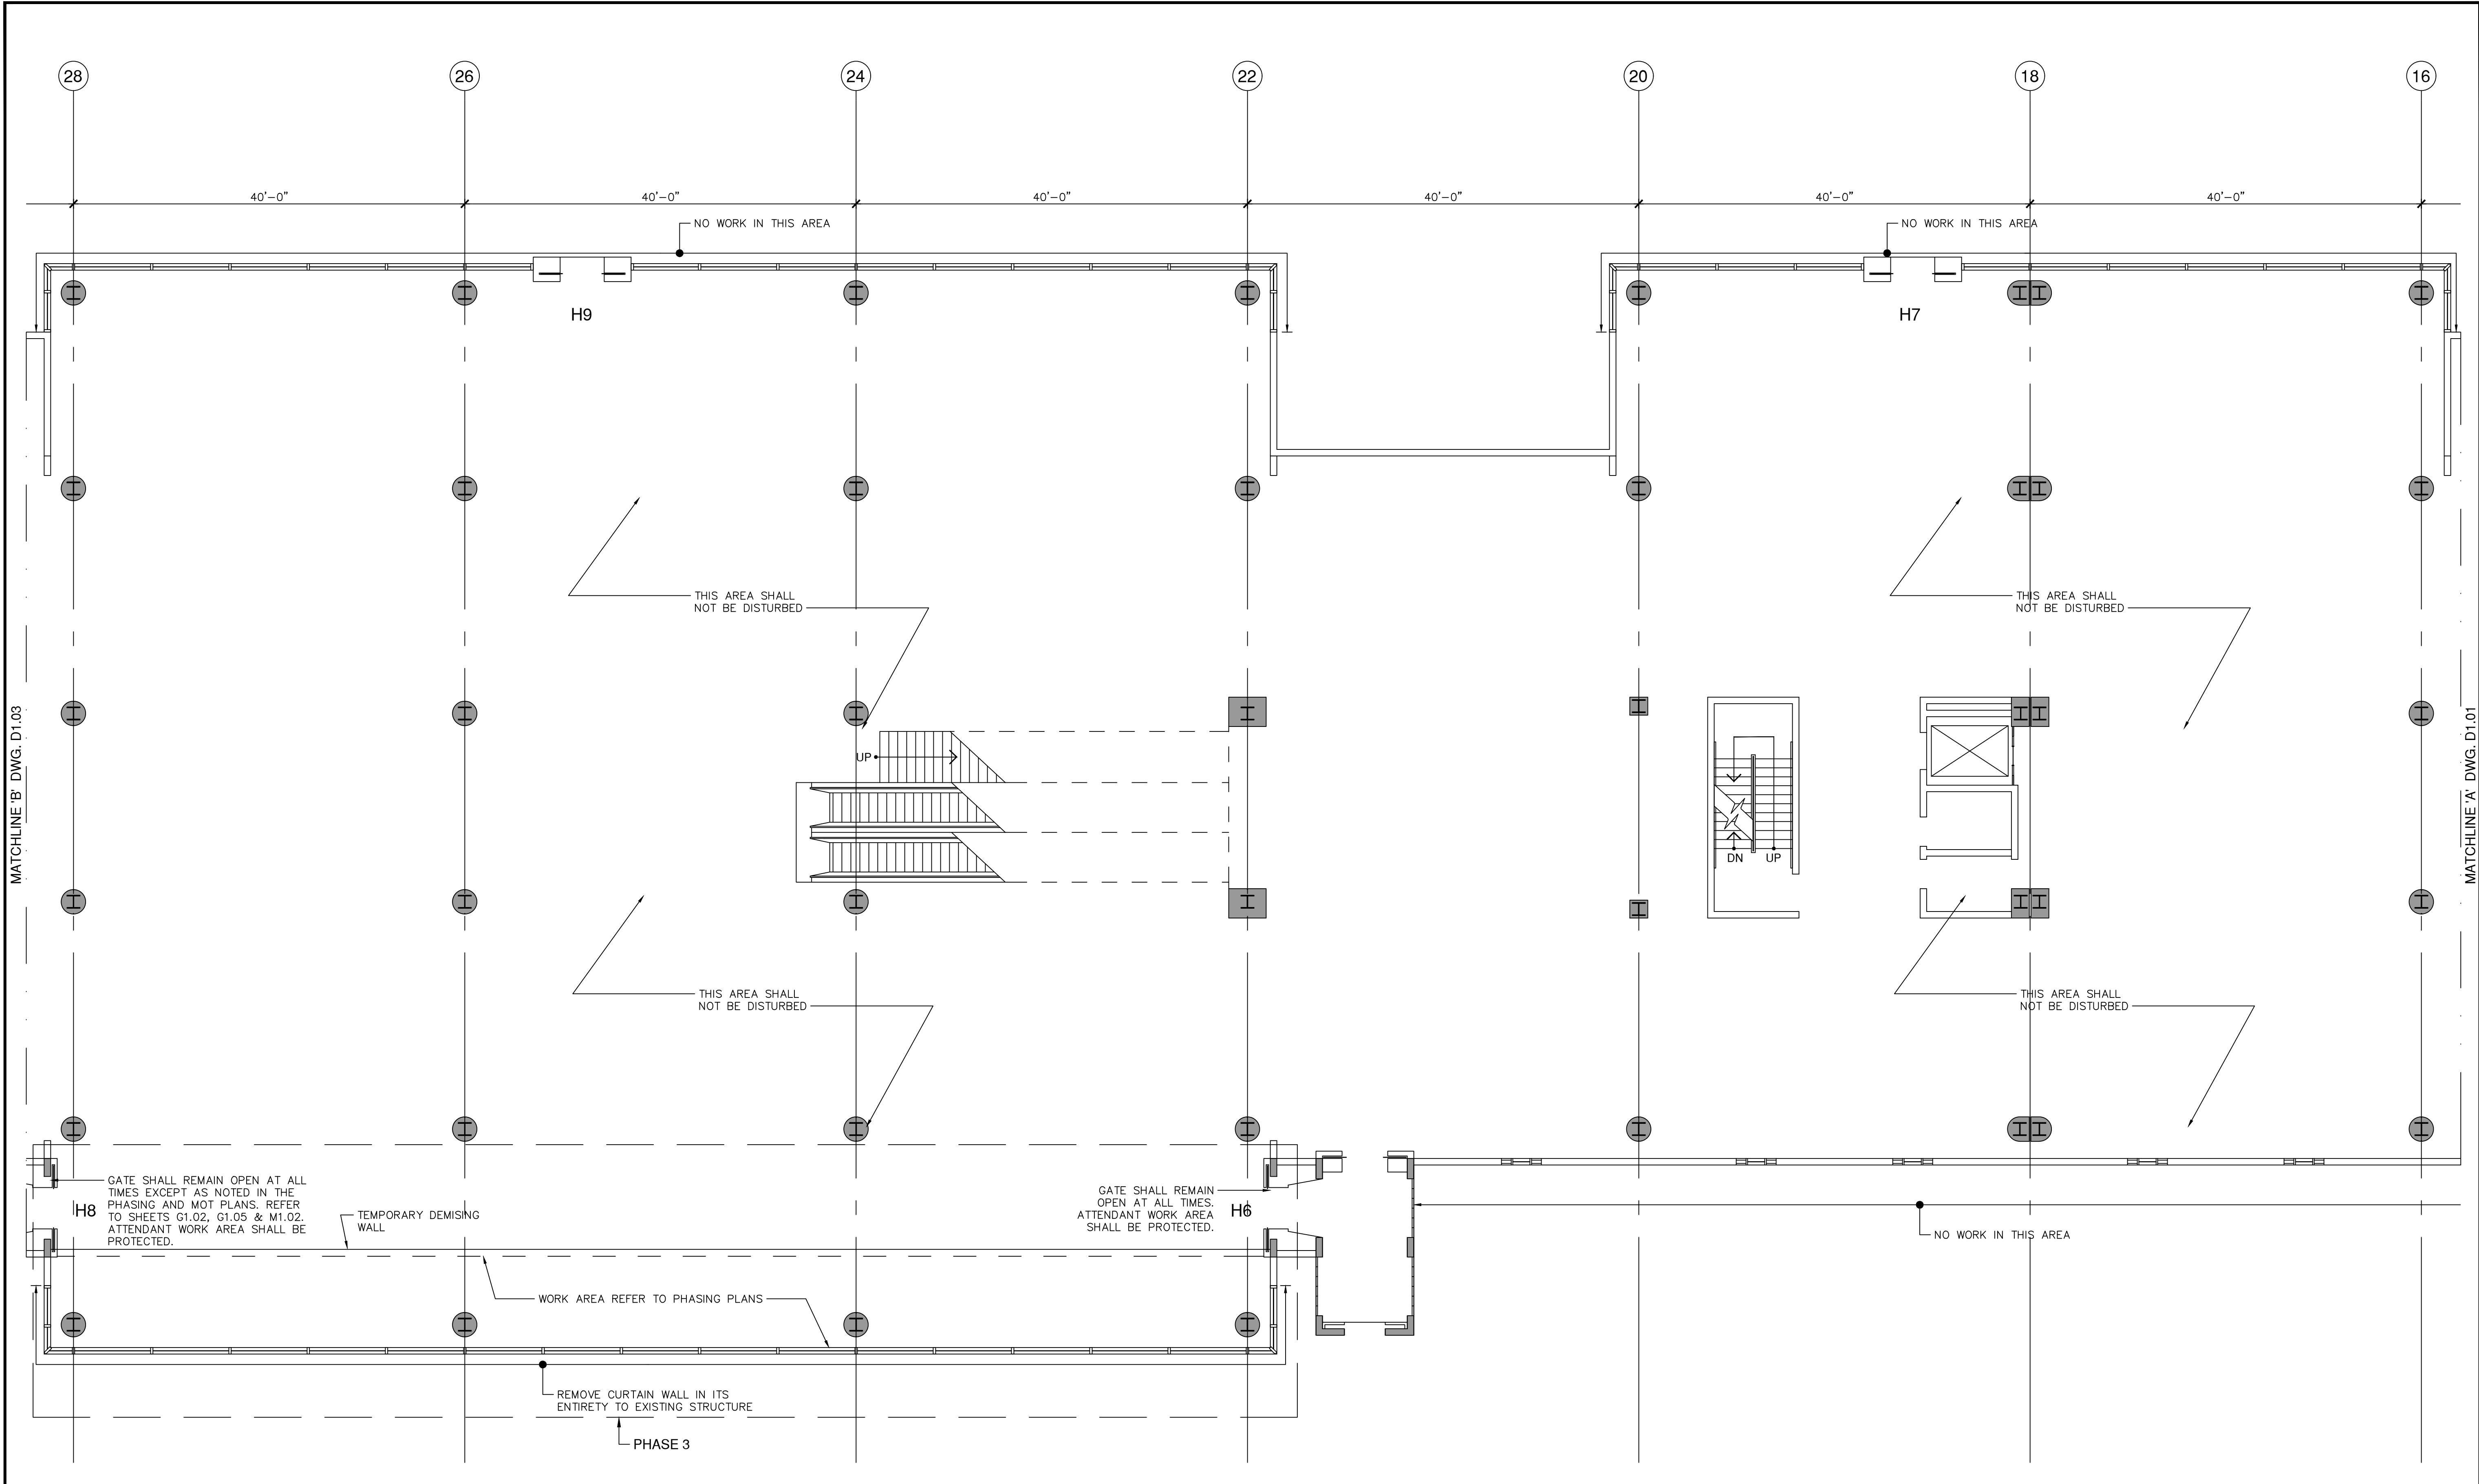 28
26
24
22
20
18
16
40'-0"
40'-0"
40'-0"
40'-0"
40'-0"
40'-0"
NO WORK IN THIS AREA
NO WORK IN THIS AREA
H9
H7
THIS AREA SHALL
NOT BE DISTURBED
THIS AREA SHALL
NOT BE DISTURBED
MATCHLINE 'B' DWG. D1.03
MATCHLINE 'A' DWG. D1.01
UP
DN
UP
THIS AREA SHALL
NOT BE DISTURBED
THIS AREA SHALL
NOT BE DISTURBED
GATE SHALL REMAIN OPEN AT ALL
TIMES EXCEPT AS NOTED IN THE
PHASING AND MOT PLANS. REFER
TO SHEETS G1.02, G1.05 & M1.02.
ATTENDANT WORK AREA SHALL BE
PROTECTED.
H8
TEMPORARY DEMISING
WALL
GATE SHALL REMAIN
OPEN AT ALL TIMES.
ATTENDANT WORK AREA
SHALL BE PROTECTED.
H6
NO WORK IN THIS AREA
WORK AREA REFER TO PHASING PLANS
REMOVE CURTAIN WALL IN ITS
ENTIRETY TO EXISTING STRUCTURE
PHASE 3